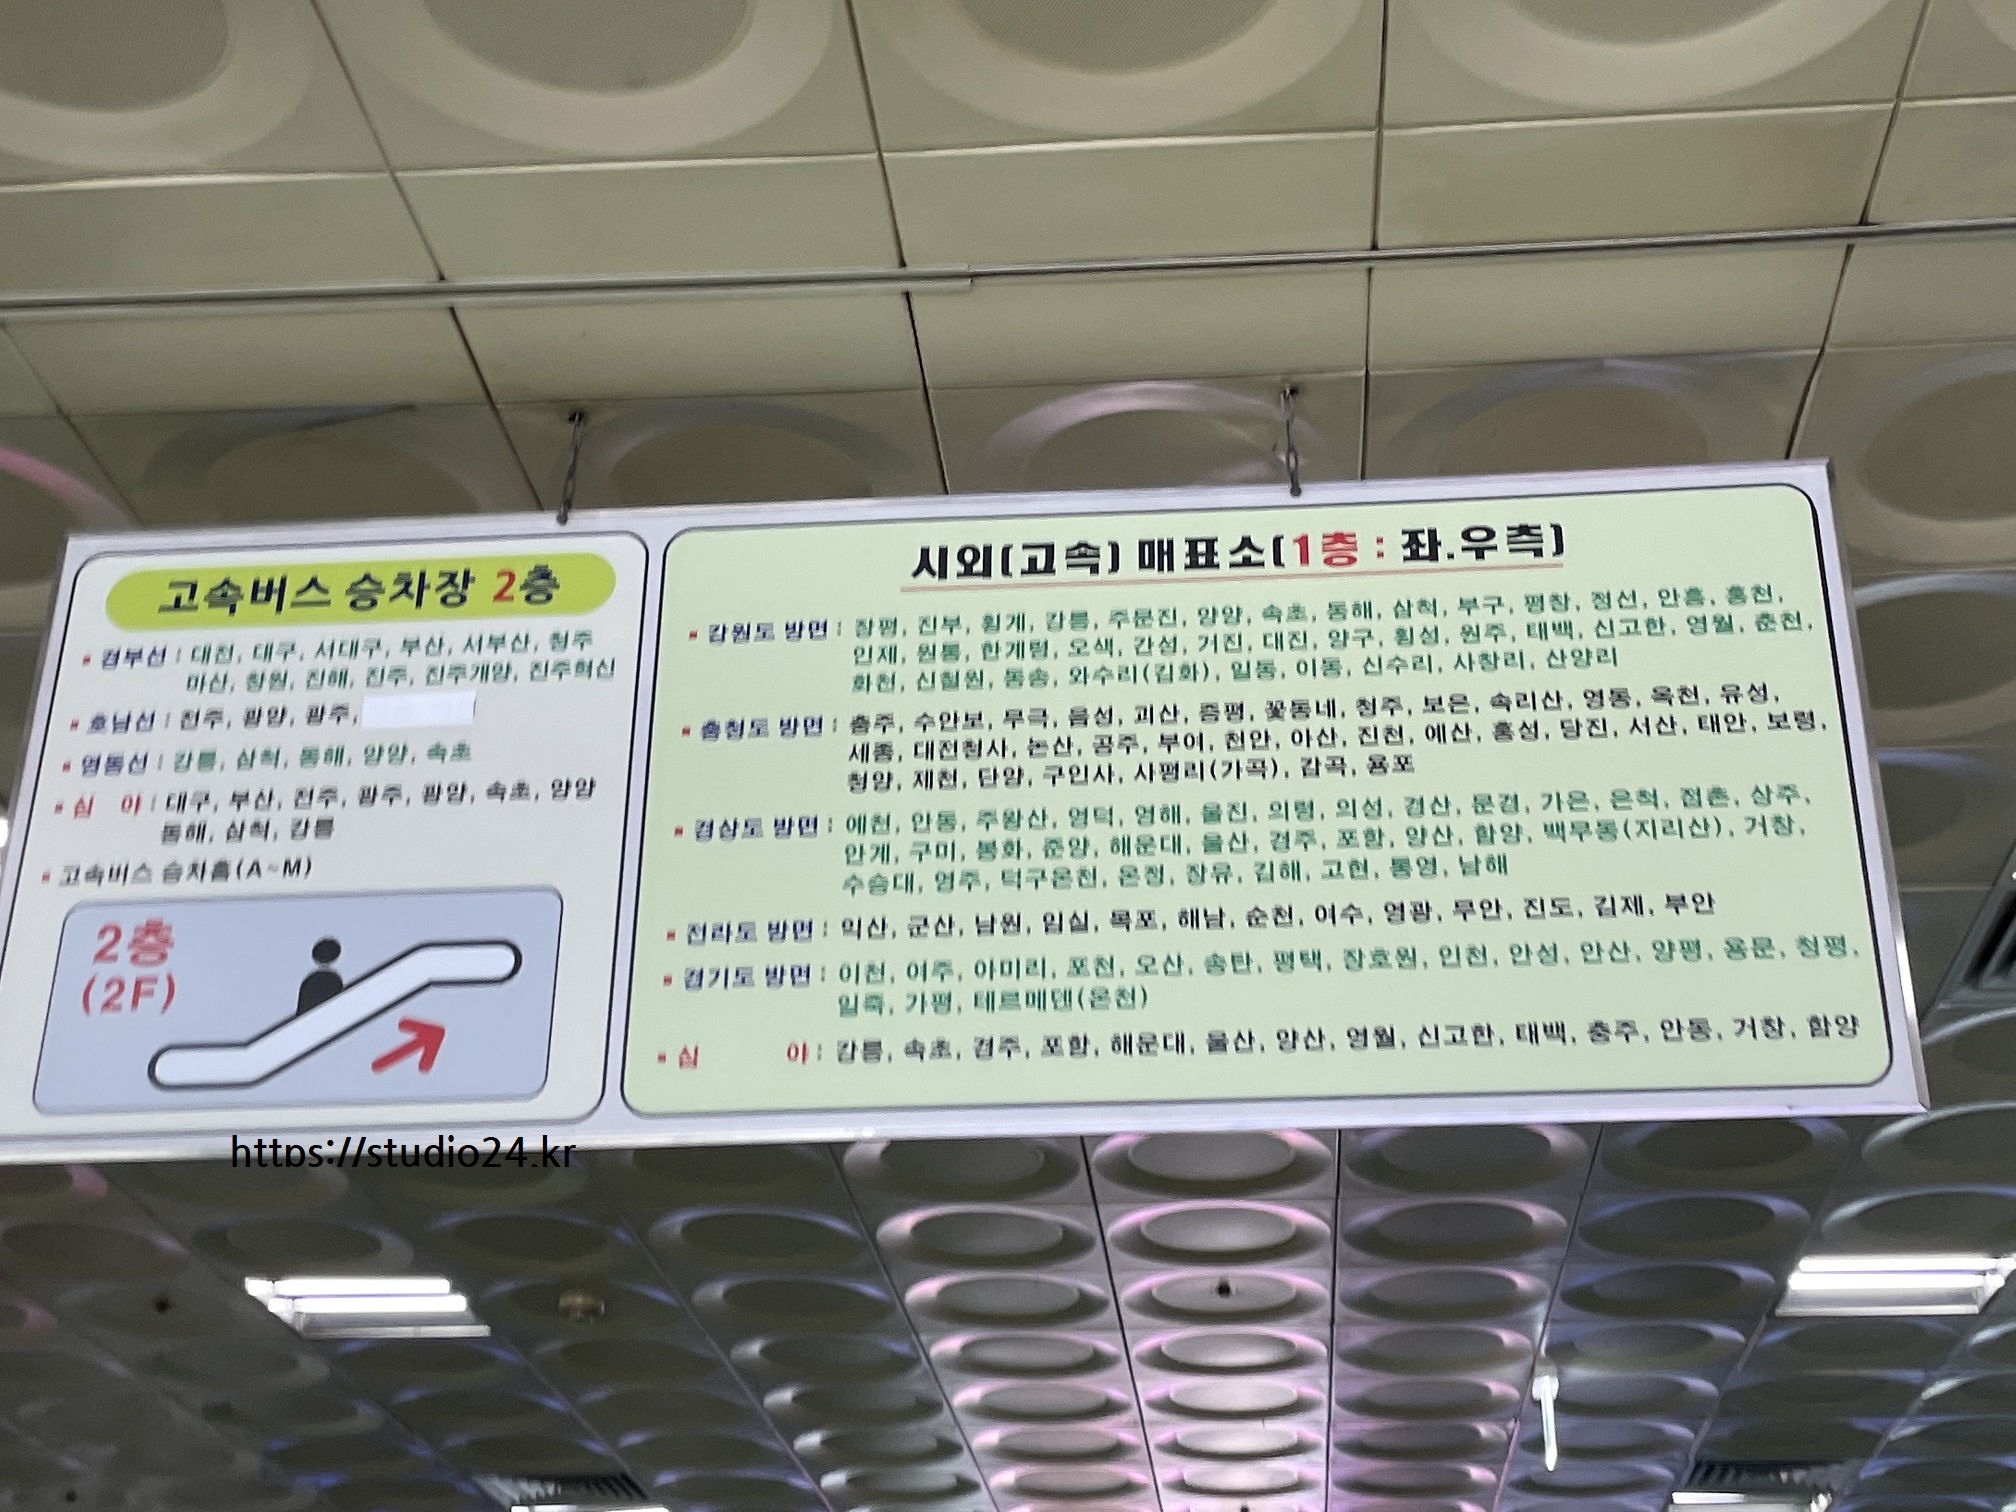 고속버스 승차장 2층
경부선 : 대전, 대구, 서대구, 부산, 서부산, 청주
마산, 창원, 진해, 진주, 진주개양, 진주혁신
호남선 : 전주, 광양, 광주,
영동선 : 강릉, 삼척, 동해, 양양, 속초
심 야 : 대구, 부산, 전주, 광주, 광양, 속초, 양양
동해, 삼척, 강릉
고속버스 승차홈(A~M)
2층
(2F)
시외(고속) 매표소(1층 : 좌.우측)
강원도 방면 : 장평, 진부, 횡계, 강릉, 주문진, 양양, 속초, 동해, 삼척, 부구, 평창, 정선, 안흥, 홍천,
인제, 원통, 한계령, 오색, 간성, 거진, 대진, 양구, 횡성, 원주, 태백, 신고한, 영월, 춘천,
화천, 신철원, 동송, 와수리(김화), 일동, 이동, 신수리, 사창리, 산양리
충청도 방면 : 충주, 수안보, 무극, 음성, 괴산, 증평, 꽃동네, 청주, 보은, 속리산, 영동, 옥천, 유성,
세종, 대전청사, 논산, 공주, 부여, 천안, 아산, 진천, 예산, 홍성, 당진, 서산, 태안, 보령,
청양, 제천, 단양, 구인사, 사평리(가곡), 감곡, 용포
경상도 방면 : 예천, 안동, 주왕산, 영덕, 영해, 울진, 의령, 의성, 경산, 문경, 가은, 은척, 점촌, 상주,
안계, 구미, 봉화, 춘양, 해운대, 울산, 경주, 포항, 양산, 함양, 백무동(지리산), 거창,
수승대, 영주, 덕구온천, 온정, 장유, 김해, 고현, 통영, 남해
전라도 방면 : 익산, 군산, 남원, 임실, 목포, 해남, 순천, 여수, 영광, 무안, 진도, 김제, 부안
경기도 방면 : 이천, 여주, 아미리, 포천, 오산, 송탄, 평택, 장호원, 인천, 안성, 안산, 양평, 용문, 청평,
일죽, 가평, 테르메덴(온천)
심 야 : 강릉, 속초, 경주, 포항, 해운대, 울산, 양산, 영월, 신고한, 태백, 충주, 안동, 거창, 함양
https://studio24.kr